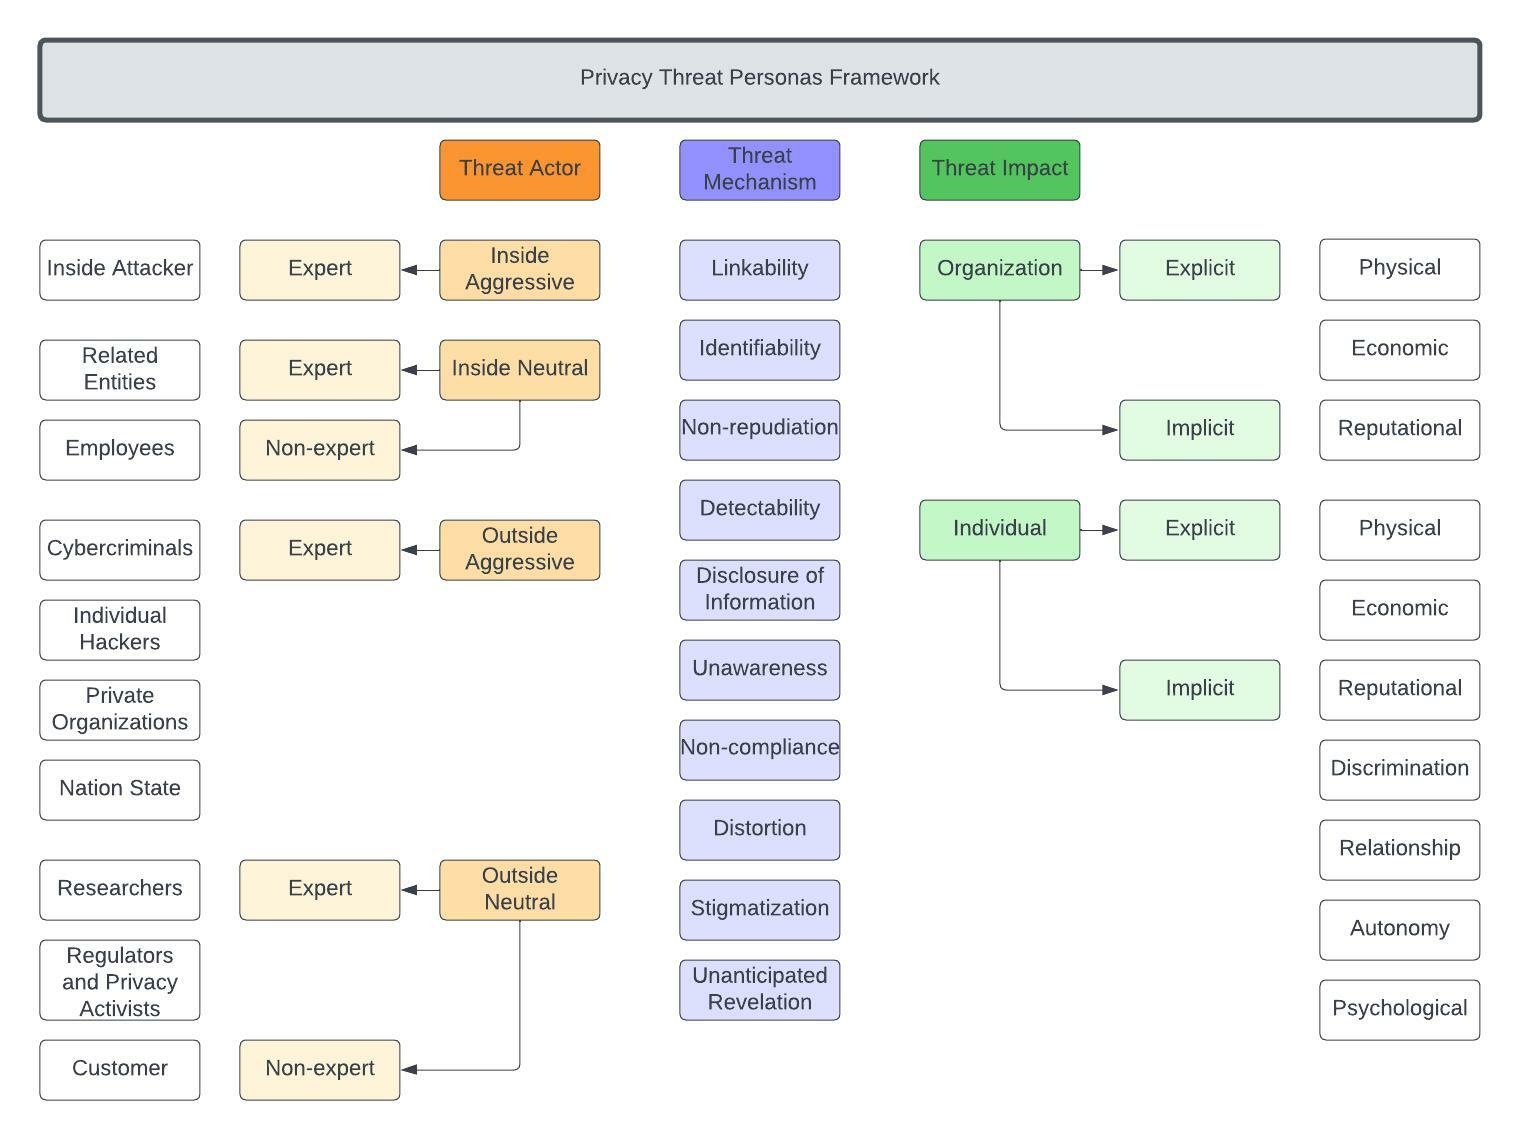 Privacy Threat Personas Framework
Threat Actor
Threat
Mechanism
Threat Impact
Inside Attacker
Expert
Inside
Aggressive
Linkability
Organization
Explicit
Physical
Identifiability
Economic
Related
Entities
Expert
Inside Neutral
Non-repudiation
Implicit
Reputational
Employees
Non-expert
Detectability
Individual
Explicit
Physical
Cybercriminals
Expert
Outside
Aggressive
Disclosure of
Information
Economic
Individual
Hackers
Unawareness
Implicit
Reputational
Private
Organizations
Non-compliance
Discrimination
Nation State
Distortion
Relationship
Researchers
Expert
Outside
Neutral
Stigmatization
Autonomy
Regulators
and Privacy
Activists
Unanticipated
Revelation
Psychological
Customer
Non-expert